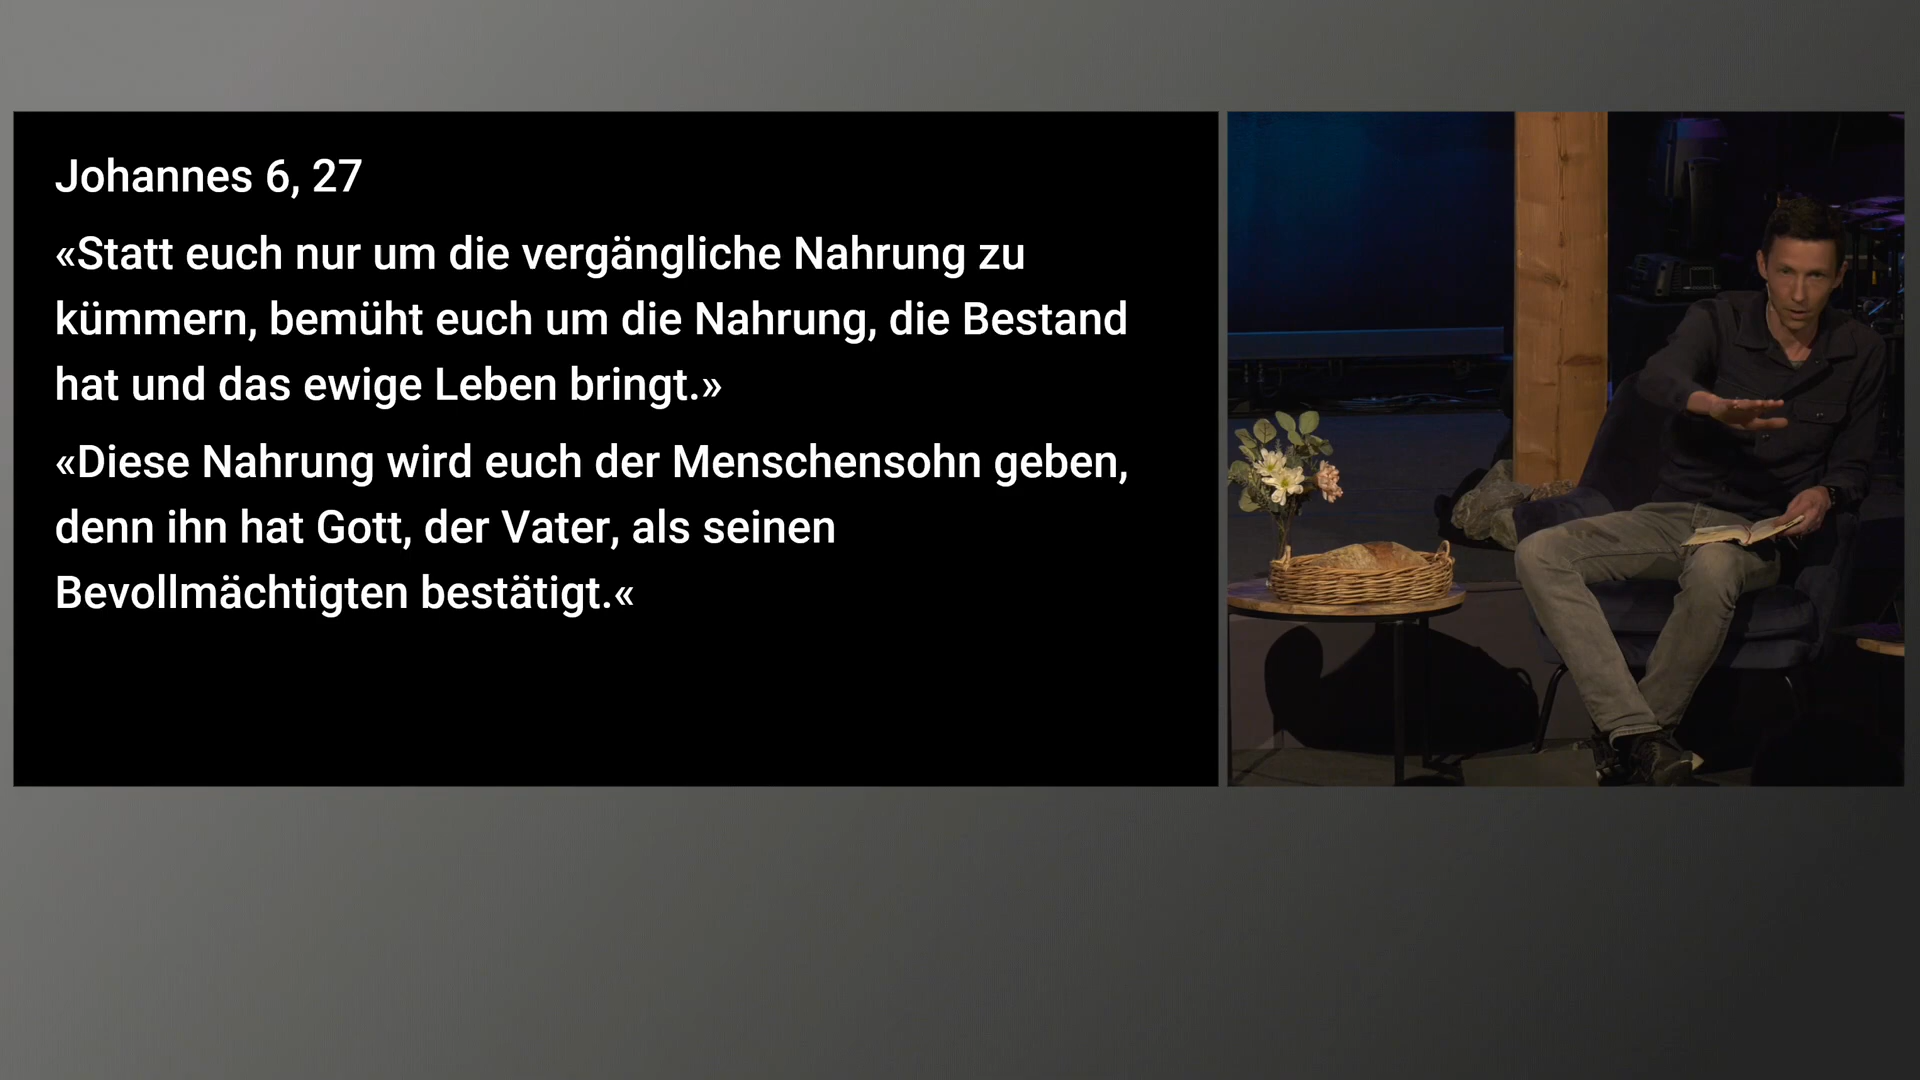 Johannes 6, 27
«Statt euch nur um die vergängliche Nahrung zu
kümmern, bemüht euch um die Nahrung, die Bestand
hat und das ewige Leben bringt.»
«Diese Nahrung wird euch der Menschensohn geben,
denn ihn hat Gott, der Vater, als seinen
Bevollmächtigten bestätigt.«